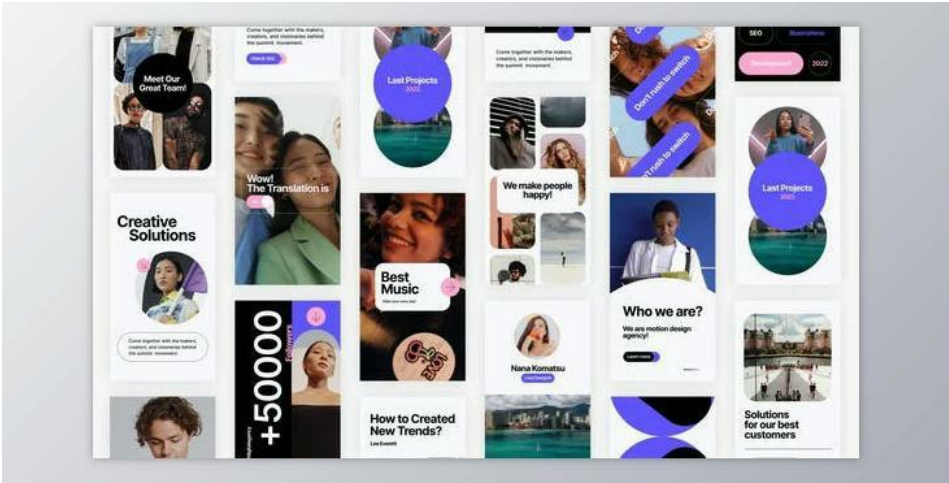 Meet Our
Great Team!
Creative
Solutions
Come together with the makers,
creators, and visionaries behind
the summit movement.
Come together with the makers,
creators, and visionaries behind
the summit movement.
Wow!
The Translation is
+50000
Followers
Last Projects
2022
Best
Music
How to Created
New Trends?
Lee Everett
Come together with the makers,
creators, and visionaries behind
the summit movement.
We make people
happy!
Nana Komatsu
Don't rush to switch
Don't rush to switch
Who we are?
We are motion design
agency!
Learn more
SEO
Illustrations
Development
2022
Last Projects
2022
Solutions
for our best
customers